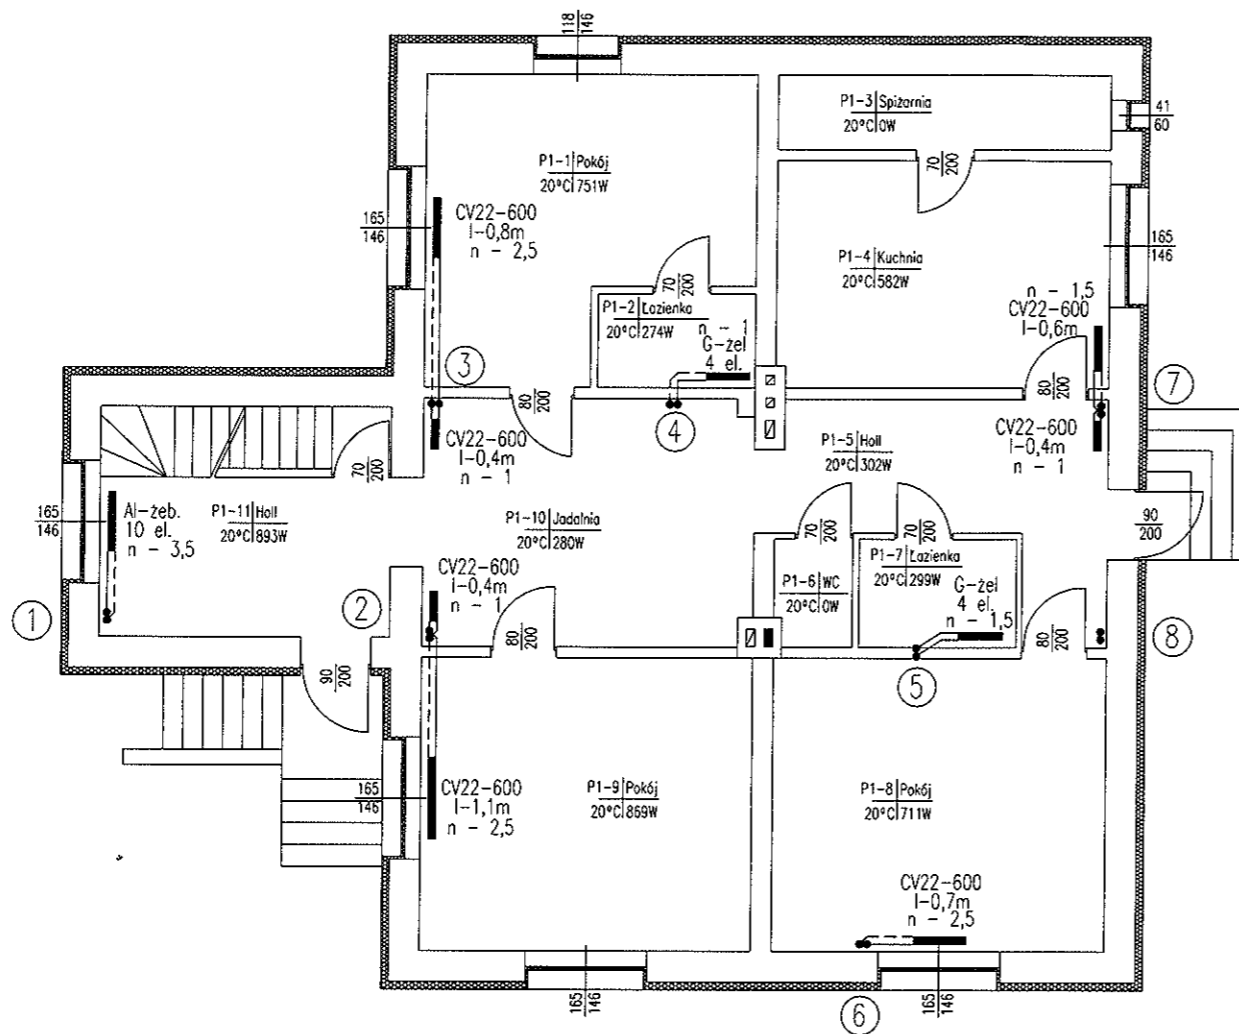 118
146
P1-3 Spiżarnia
20°C 0W
41
60
P1-1 Pokój
20°C 751W
70
200
165
146
CV22-600
l-0,8m
n - 2,5
P1-4 Kuchnia
20°C 582W
165
146
70
200
P1-2 Łazienka
20°C 274W
n - 1
G-żel
4 el.
n - 1,5
CV22-600
l-0,6m
3
80
200
4
80
200
7
CV22-600
l-0,4m
n - 1
P1-5 Holl
20°C 302W
CV22-600
l-0,4m
n - 1
70
200
165
146
Al-żeb.
10 el.
n - 3,5
P1-11 Holl
20°C 893W
P1-10 Jadalnia
20°C 280W
70
200
70
200
90
200
CV22-600
l-0,4m
n - 1
P1-6 WC
20°C 0W
P1-7 Łazienka
20°C 299W
G-żel
4 el.
n - 1,5
1
2
80
200
80
200
8
5
90
200
165
146
CV22-600
l-1,1m
n - 2,5
P1-9 Pokój
20°C 869W
P1-8 Pokój
20°C 711W
CV22-600
l-0,7m
n - 2,5
165
146
6
165
146